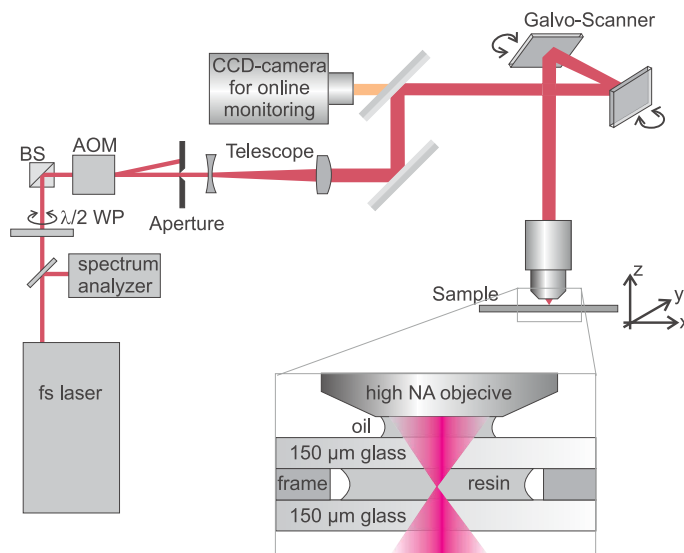 Galvo-Scanner
CCD-camera
for online
monitoring
BS
AOM
Telescope
λ/2 WP
Aperture
spectrum
analyzer
Sample
z
y
x
fs laser
high NA objecive
oil
150 µm glass
frame
resin
150 µm glass